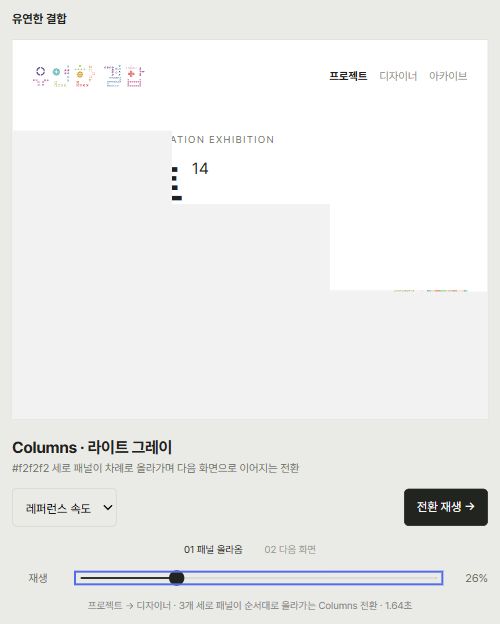 유연한 결합
유연한 결합
프로젝트 디자이너 아카이브
ATION EXHIBITION
14
Columns · 라이트 그레이
#f2f2f2 세로 패널이 차례로 올라가며 다음 화면으로 이어지는 전환
레퍼런스 속도
전환 재생 →
01 패널 올라옴 02 다음 화면
재생 26%
프로젝트 → 디자이너 · 3개 세로 패널이 순서대로 올라가는 Columns 전환 · 1.64초